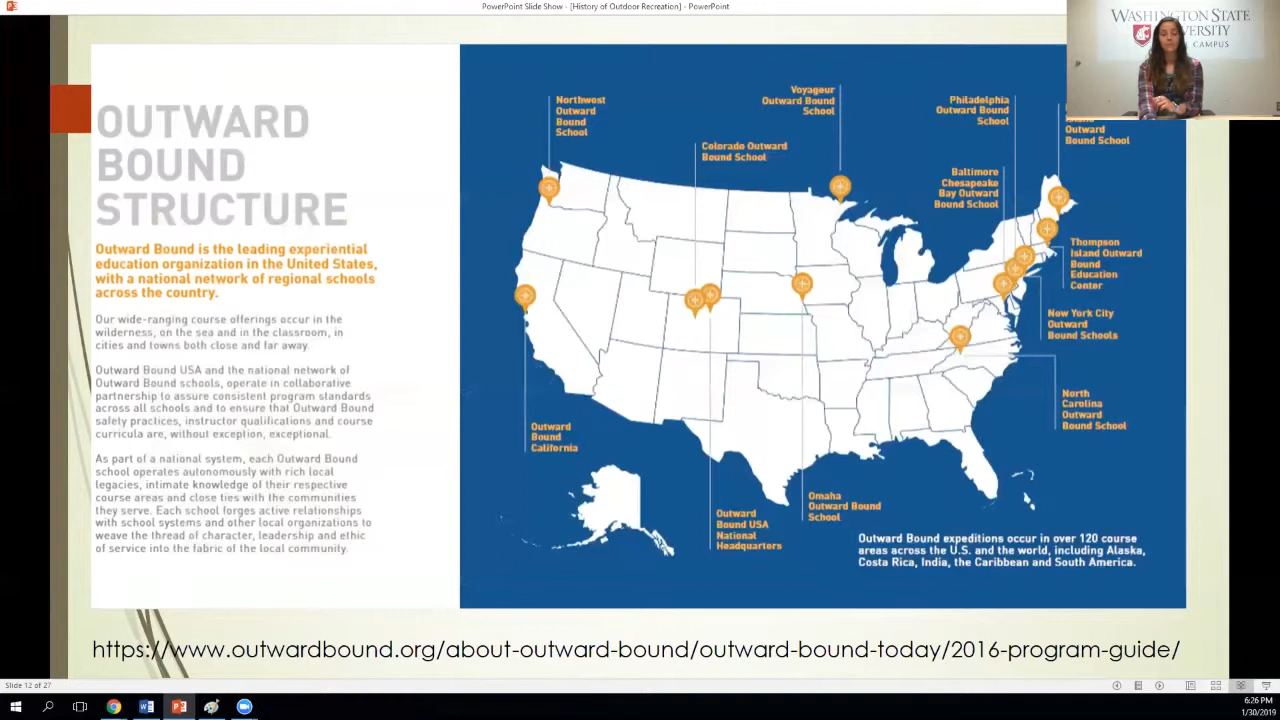 PowerPoint Slide Show - [History of Outdoor Recreation] - PowerPoint
WASHINGTON STATE
UNIVERSITY
CAMPUS
OUTWARD
BOUND
STRUCTURE
Outward Bound is the leading experiential
education organization in the United States,
with a national network of regional schools
across the country.
Our wide-ranging course offerings occur in the
wilderness, on the sea and in the classroom, in
cities and towns both close and far away.
Outward Bound USA and the national network of
Outward Bound schools, operate in collaborative
partnership to assure consistent program standards
across all schools and to ensure that Outward Bound
safety practices, instructor qualifications and course
curricula are, without exception, exceptional.
As part of a national system, each Outward Bound
school operates autonomously with rich local
legacies, intimate knowledge of their respective
course areas and close ties with the communities
they serve. Each school forges active relationships
with school systems and other local organizations to
weave the thread of character, leadership and ethic
of service into the fabric of the local community.
Northwest
Outward
Bound
School
Colorado Outward
Bound School
Voyageur
Outward Bound
School
Philadelphia
Outward Bound
School
Outward
Bound School
Baltimore
Chesapeake
Bay Outward
Bound School
Thompson
Island Outward
Bound
Education
Center
New York City
Outward
Bound Schools
North
Carolina
Outward
Bound School
Outward
Bound
California
Outward
Bound USA
National
Headquarters
Omaha
Outward Bound
School
Outward Bound expeditions occur in over 120 course
areas across the U.S. and the world, including Alaska,
Costa Rica, India, the Caribbean and South America.
https://www.outwardbound.org/about-outward-bound/outward-bound-today/2016-program-guide/
Slide 12 of 27
6:26 PM
1/30/2019